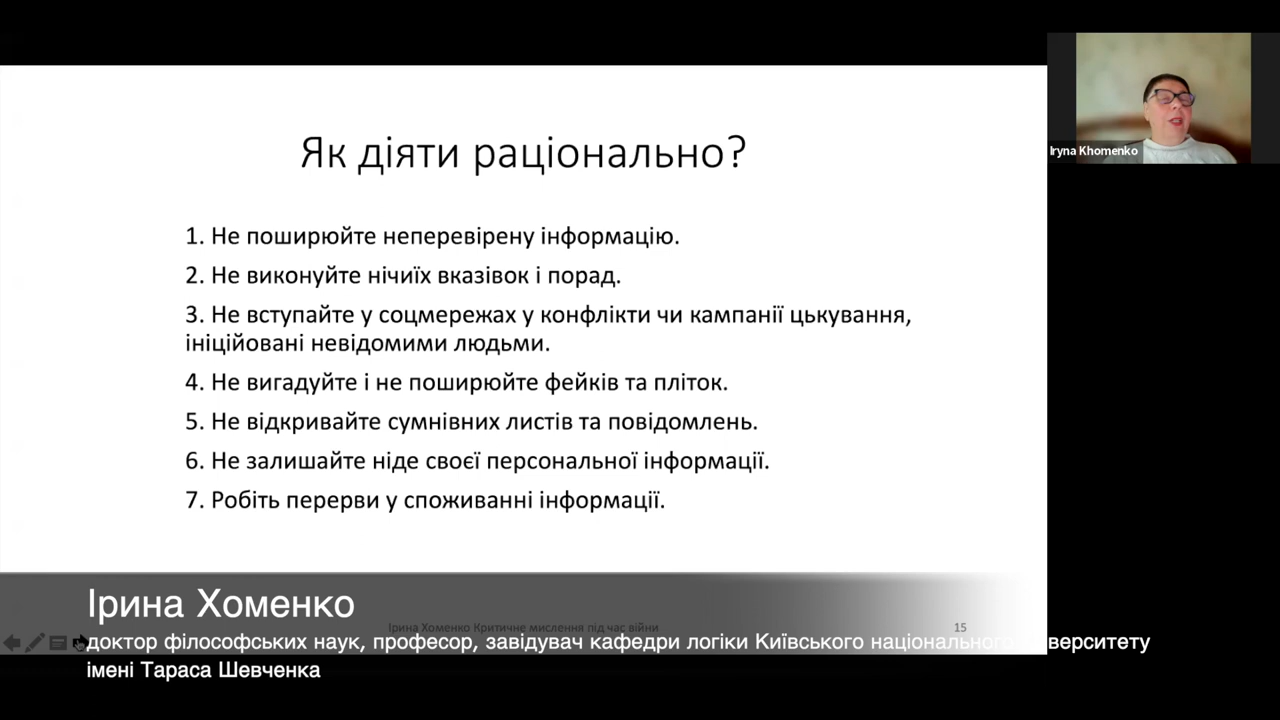 Як діяти раціонально?
1. Не поширюйте неперевірену інформацію.
2. Не виконуйте нічиїх вказівок і порад.
3. Не вступайте у соцмережах у конфлікти чи кампанії цькування,
ініційовані невідомими людьми.
4. Не вигадуйте і не поширюйте фейків та пліток.
5. Не відкривайте сумнівних листів та повідомлень.
6. Не залишайте ніде своєї персональної інформації.
7. Робіть перерви у споживанні інформації.
Iryna Khomenko
Ірина Хоменко
Ірина Хоменко Критичне мислення під час війни 15
доктор філософських наук, професор, завідувач кафедри логіки Київського національного
імені Тараса Шевченка